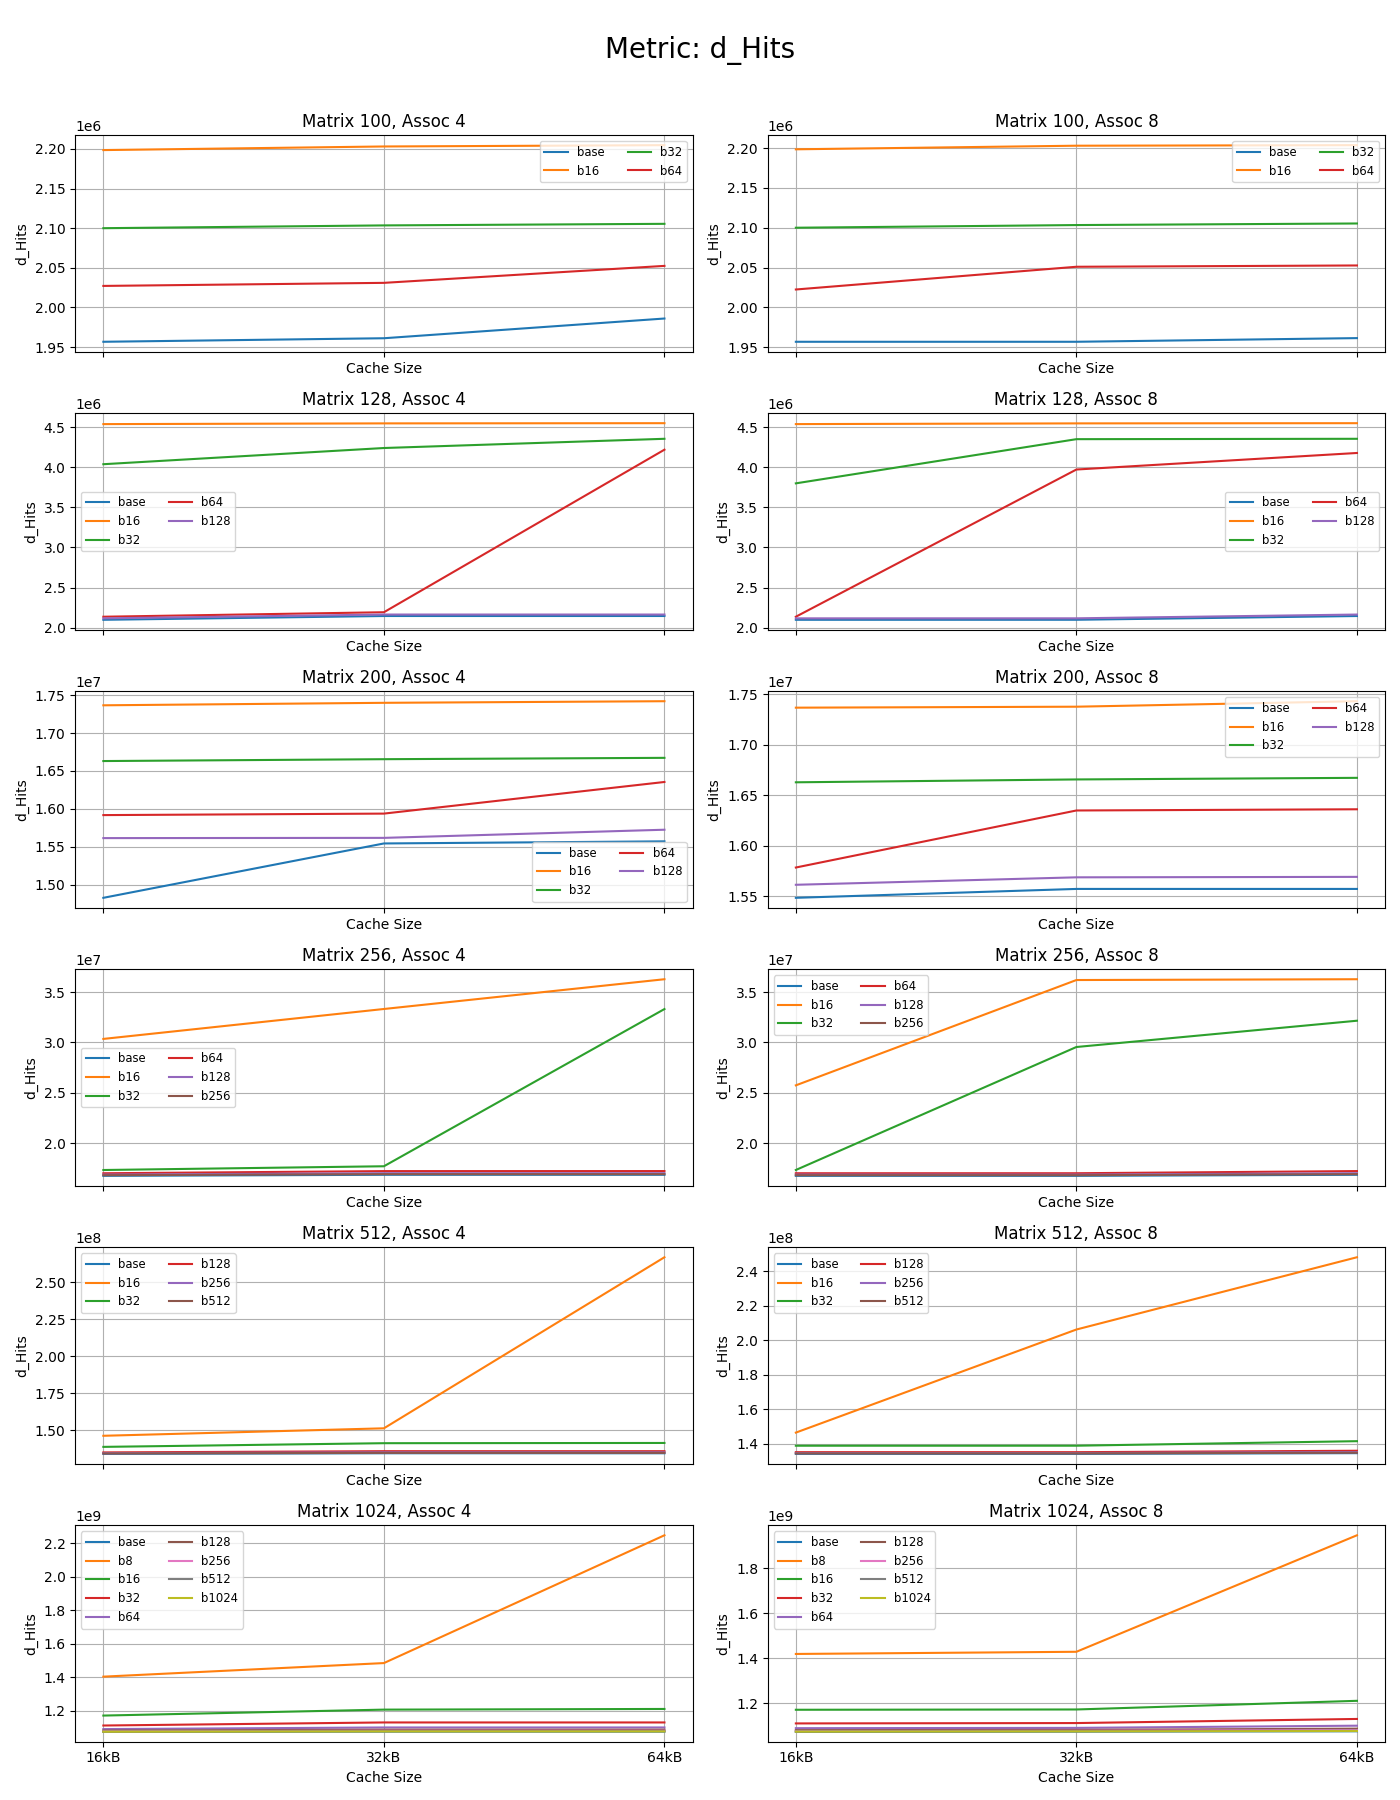 Metric: d_Hits
Matrix 100, Assoc 4
1e6
2.20
2.15
2.10
2.05
2.00
1.95
d_Hits
base b32
b16 b64
Cache Size
Matrix 100, Assoc 8
1e6
2.20
2.15
2.10
2.05
2.00
1.95
d_Hits
base b32
b16 b64
Cache Size
Matrix 128, Assoc 4
1e6
4.5
4.0
3.5
3.0
2.5
2.0
d_Hits
base b64
b16 b128
b32
Cache Size
Matrix 128, Assoc 8
1e6
4.5
4.0
3.5
3.0
2.5
2.0
d_Hits
base b64
b16 b128
b32
Cache Size
Matrix 200, Assoc 4
1e7
1.75
1.70
1.65
1.60
1.55
1.50
d_Hits
base b64
b16 b128
b32
Cache Size
Matrix 200, Assoc 8
1e7
1.75
1.70
1.65
1.60
1.55
d_Hits
base b64
b16 b128
b32
Cache Size
Matrix 256, Assoc 4
1e7
3.5
3.0
2.5
2.0
d_Hits
base b64
b16 b128
b32 b256
Cache Size
Matrix 256, Assoc 8
1e7
3.5
3.0
2.5
2.0
d_Hits
base b64
b16 b128
b32 b256
Cache Size
Matrix 512, Assoc 4
1e8
2.50
2.25
2.00
1.75
1.50
d_Hits
base b128
b16 b256
b32 b512
Cache Size
Matrix 512, Assoc 8
1e8
2.4
2.2
2.0
1.8
1.6
1.4
d_Hits
base b128
b16 b256
b32 b512
Cache Size
Matrix 1024, Assoc 4
1e9
2.2
2.0
1.8
1.6
1.4
1.2
d_Hits
base b128
b8 b256
b16 b512
b32 b1024
b64
16kB 32kB 64kB
Cache Size
Matrix 1024, Assoc 8
1e9
1.8
1.6
1.4
1.2
d_Hits
base b128
b8 b256
b16 b512
b32 b1024
b64
16kB 32kB 64kB
Cache Size